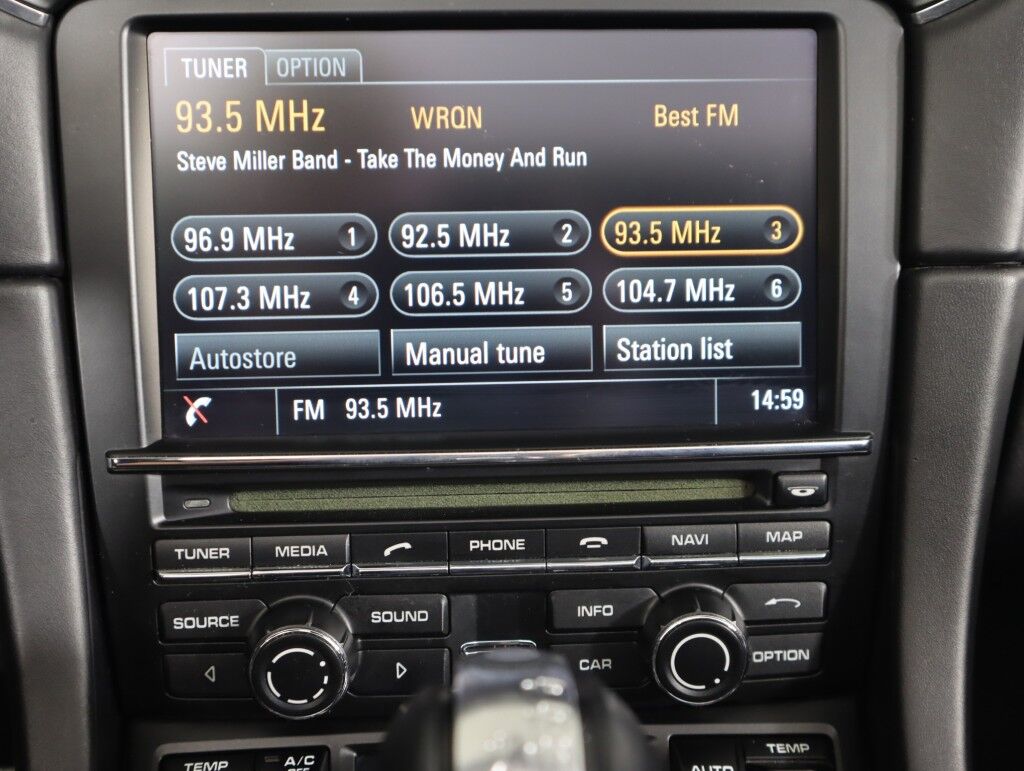 TUNER OPTION
93.5 MHz WRQN Best FM
Steve Miller Band - Take The Money And Run
96.9 MHz 1 92.5 MHz 2 93.5 MHz 3
107.3 MHz 4 106.5 MHz 5 104.7 MHz 6
Autostore Manual tune Station list
FM 93.5 MHz 14:59
TUNER MEDIA PHONE NAVI MAP
SOURCE SOUND INFO
CAR OPTION
TEMP A/C OFF AUTO TEMP